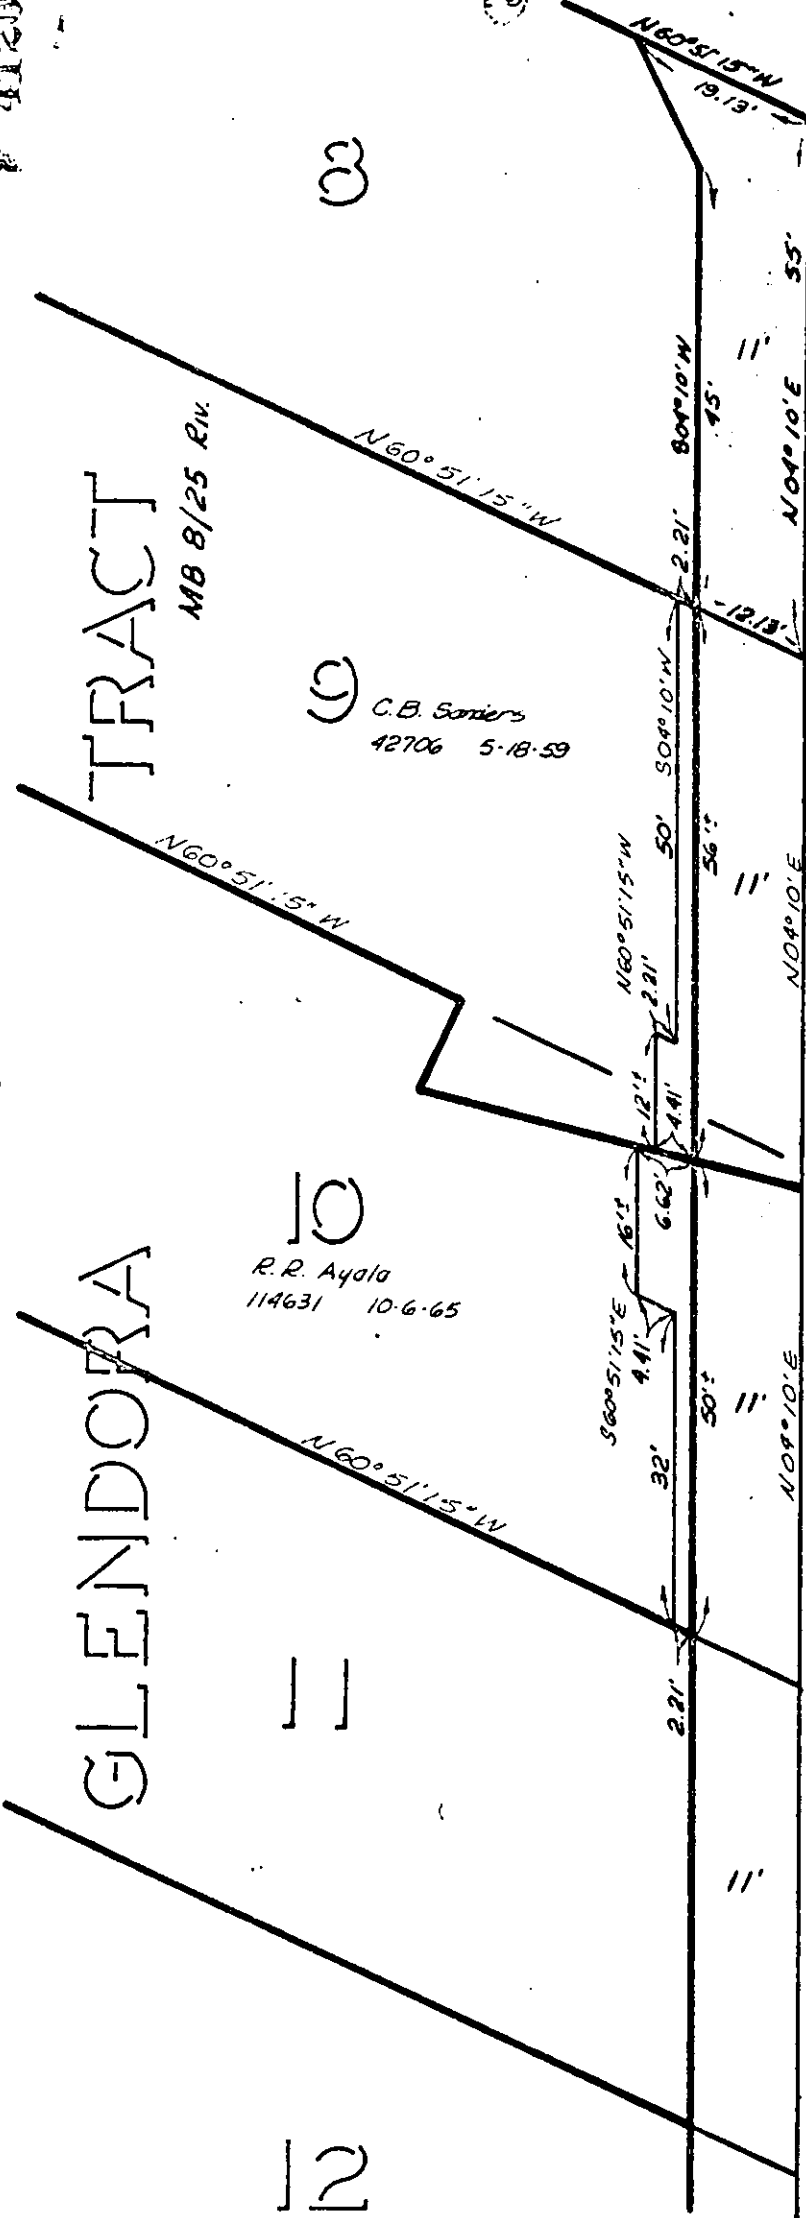 GLENDORA TRACT
MB 8/25 Riv.
8
9
C.B. Sanders
42706 5-18-59
10
R.R. Ayala
114631 10-6-65
11
12
N60°51'15"W
19.13'
N60°51'15"W
N60°51'15"W
N60°51'15"W
2.21'
S04°10'W
45'
11'
N04°10'E 55'
12.13'
50' S04°10'W
56'±
11'
N04°10'E
N60°51'15"W
2.21'
12'±
4.41'
6.62'
16'±
S60°51'15"E
4.41'
32'
50'±
11'
N04°10'E
2.21'
11'